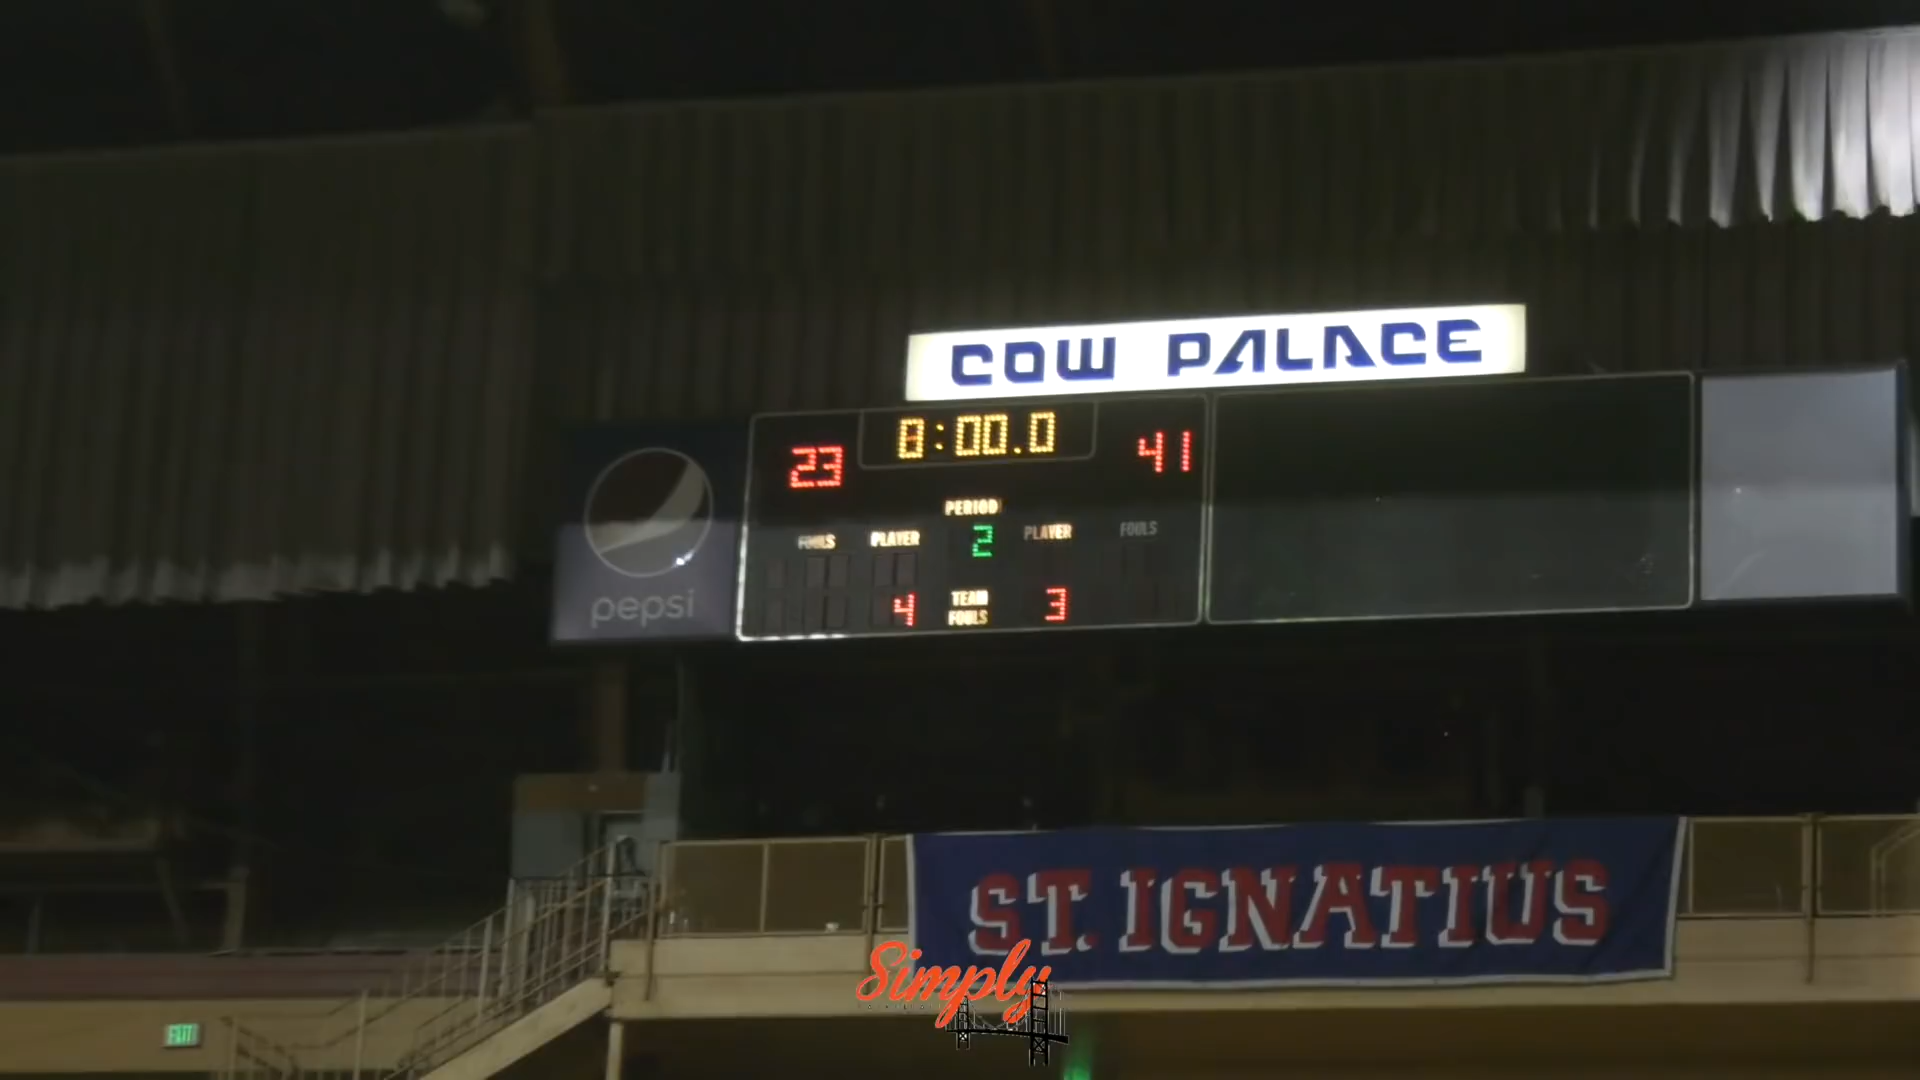 COW PALACE
23 8:00.0 41
PERIOD
FOULS PLAYER 2 PLAYER FOULS
4 TEAM FOULS 3
pepsi
ST. IGNATIUS
Simply
EXIT